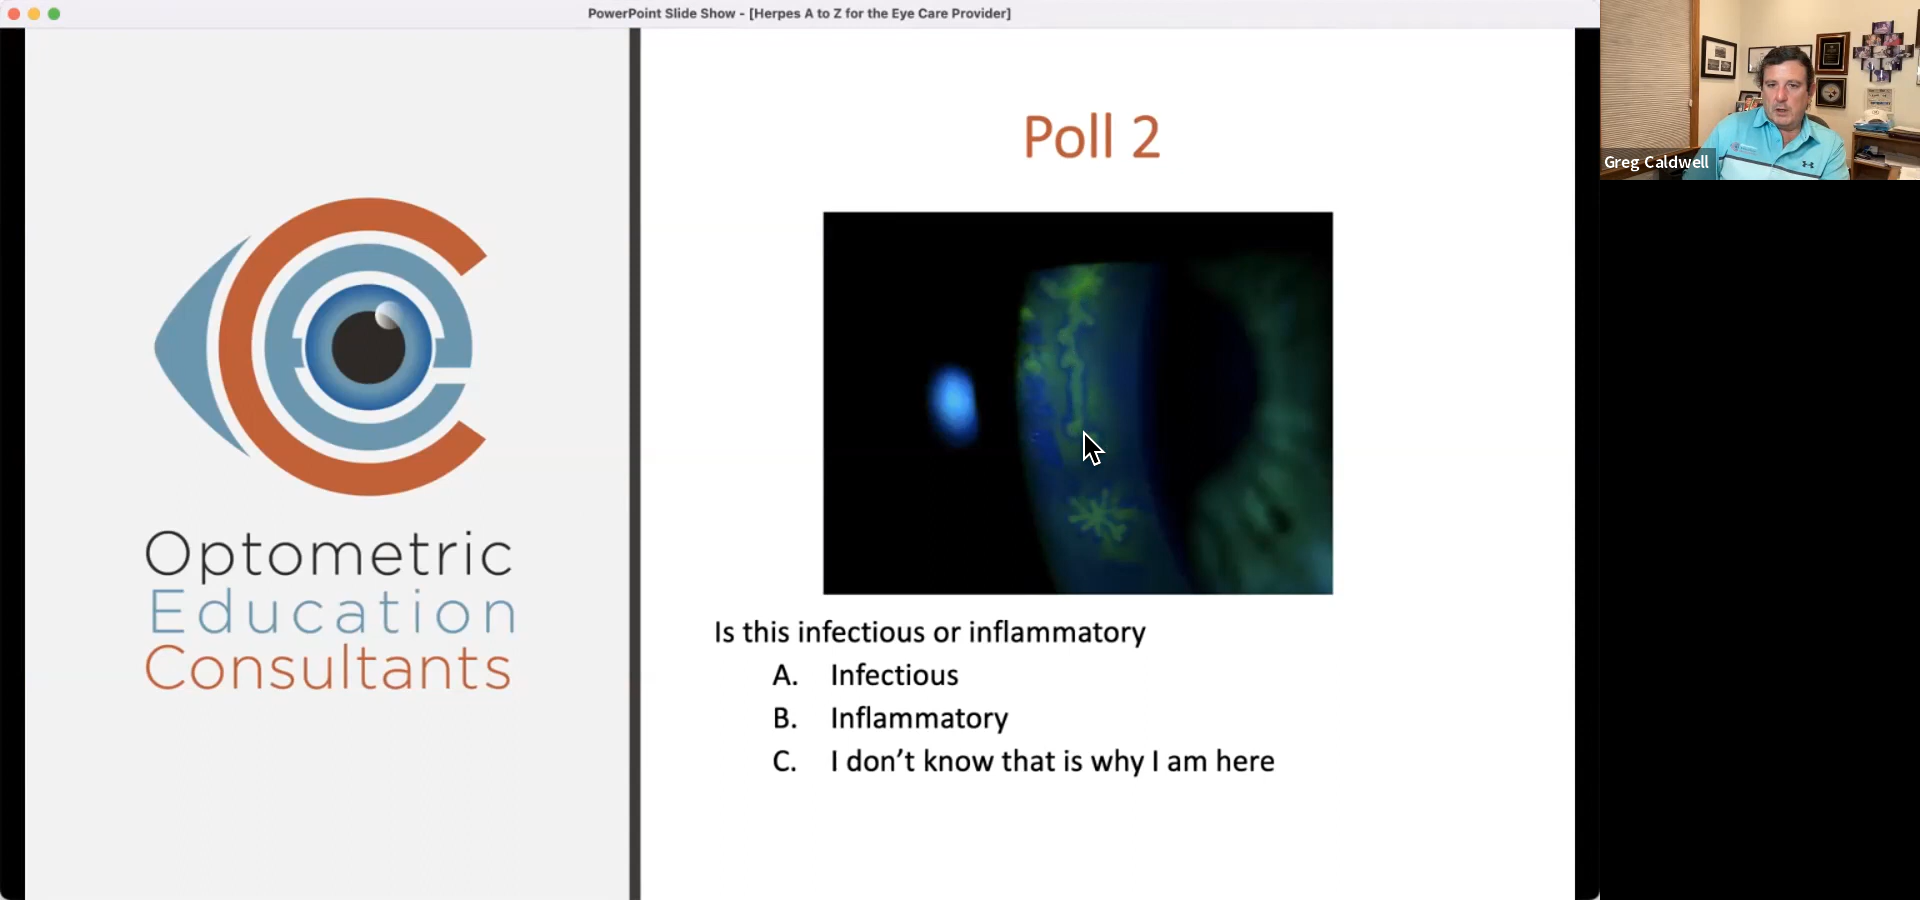 PowerPoint Slide Show - [Herpes A to Z for the Eye Care Provider]
Greg Caldwell
Optometric
Education
Consultants
Poll 2
Is this infectious or inflammatory
A. Infectious
B. Inflammatory
C. I don’t know that is why I am here